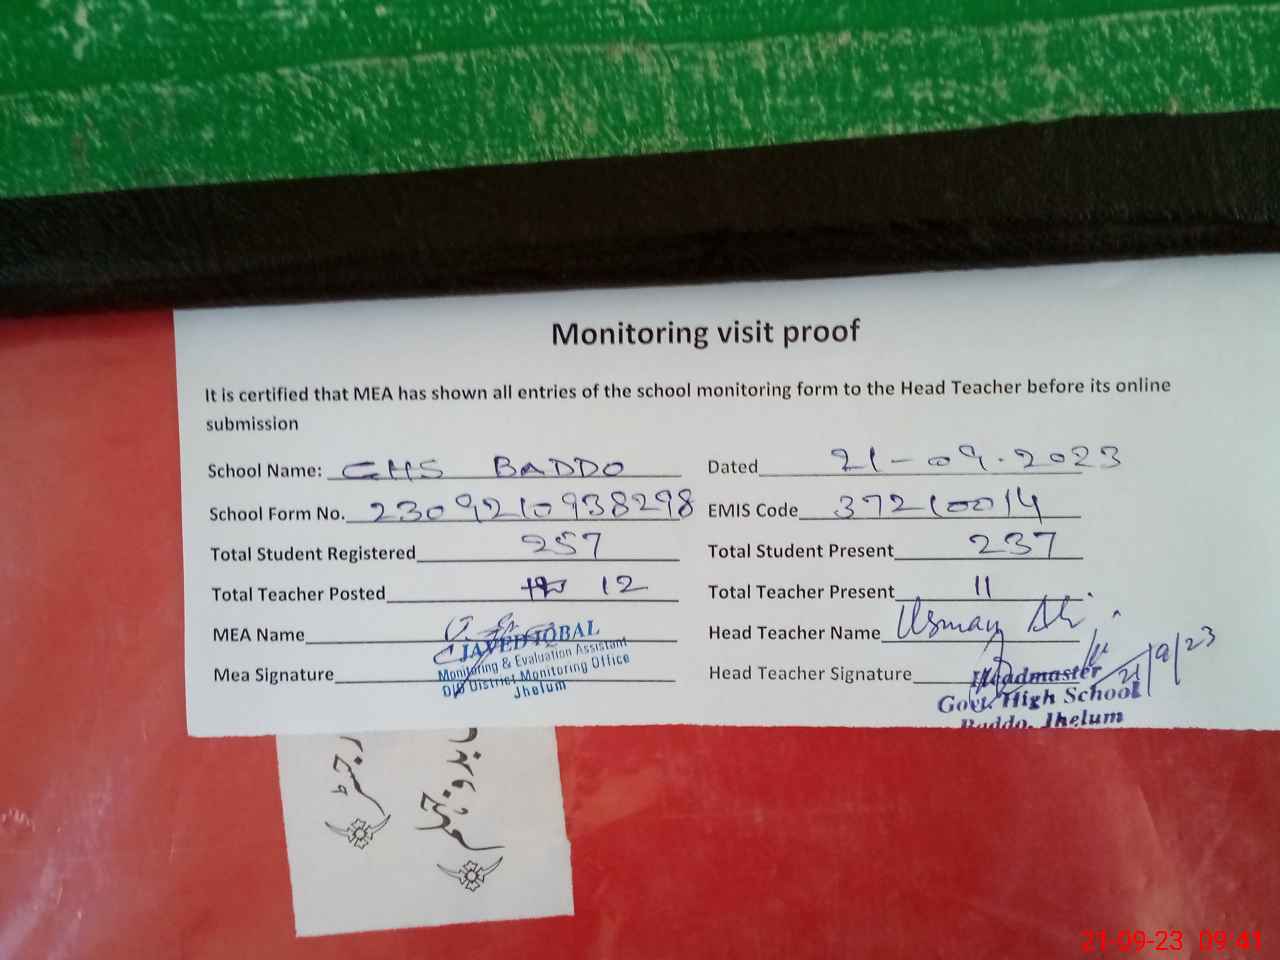 Monitoring visit proof
It is certified that MEA has shown all entries of the school monitoring form to the Head Teacher before its online
submission
School Name: GHS BADDO Dated 21-09-2023
School Form No. 2309210938298 EMIS Code 37210014
Total Student Registered 257 Total Student Present 237
Total Teacher Posted 12 Total Teacher Present 11
MEA Name Head Teacher Name Usman Ali
JAVED IQBAL
Monitoring & Evaluation Assistant
O/o District Monitoring Office
Jhelum
Mea Signature Head Teacher Signature
Headmaster 21/9/23
Govt. High School
Baddo, Jhelum
21-09-23 09:41